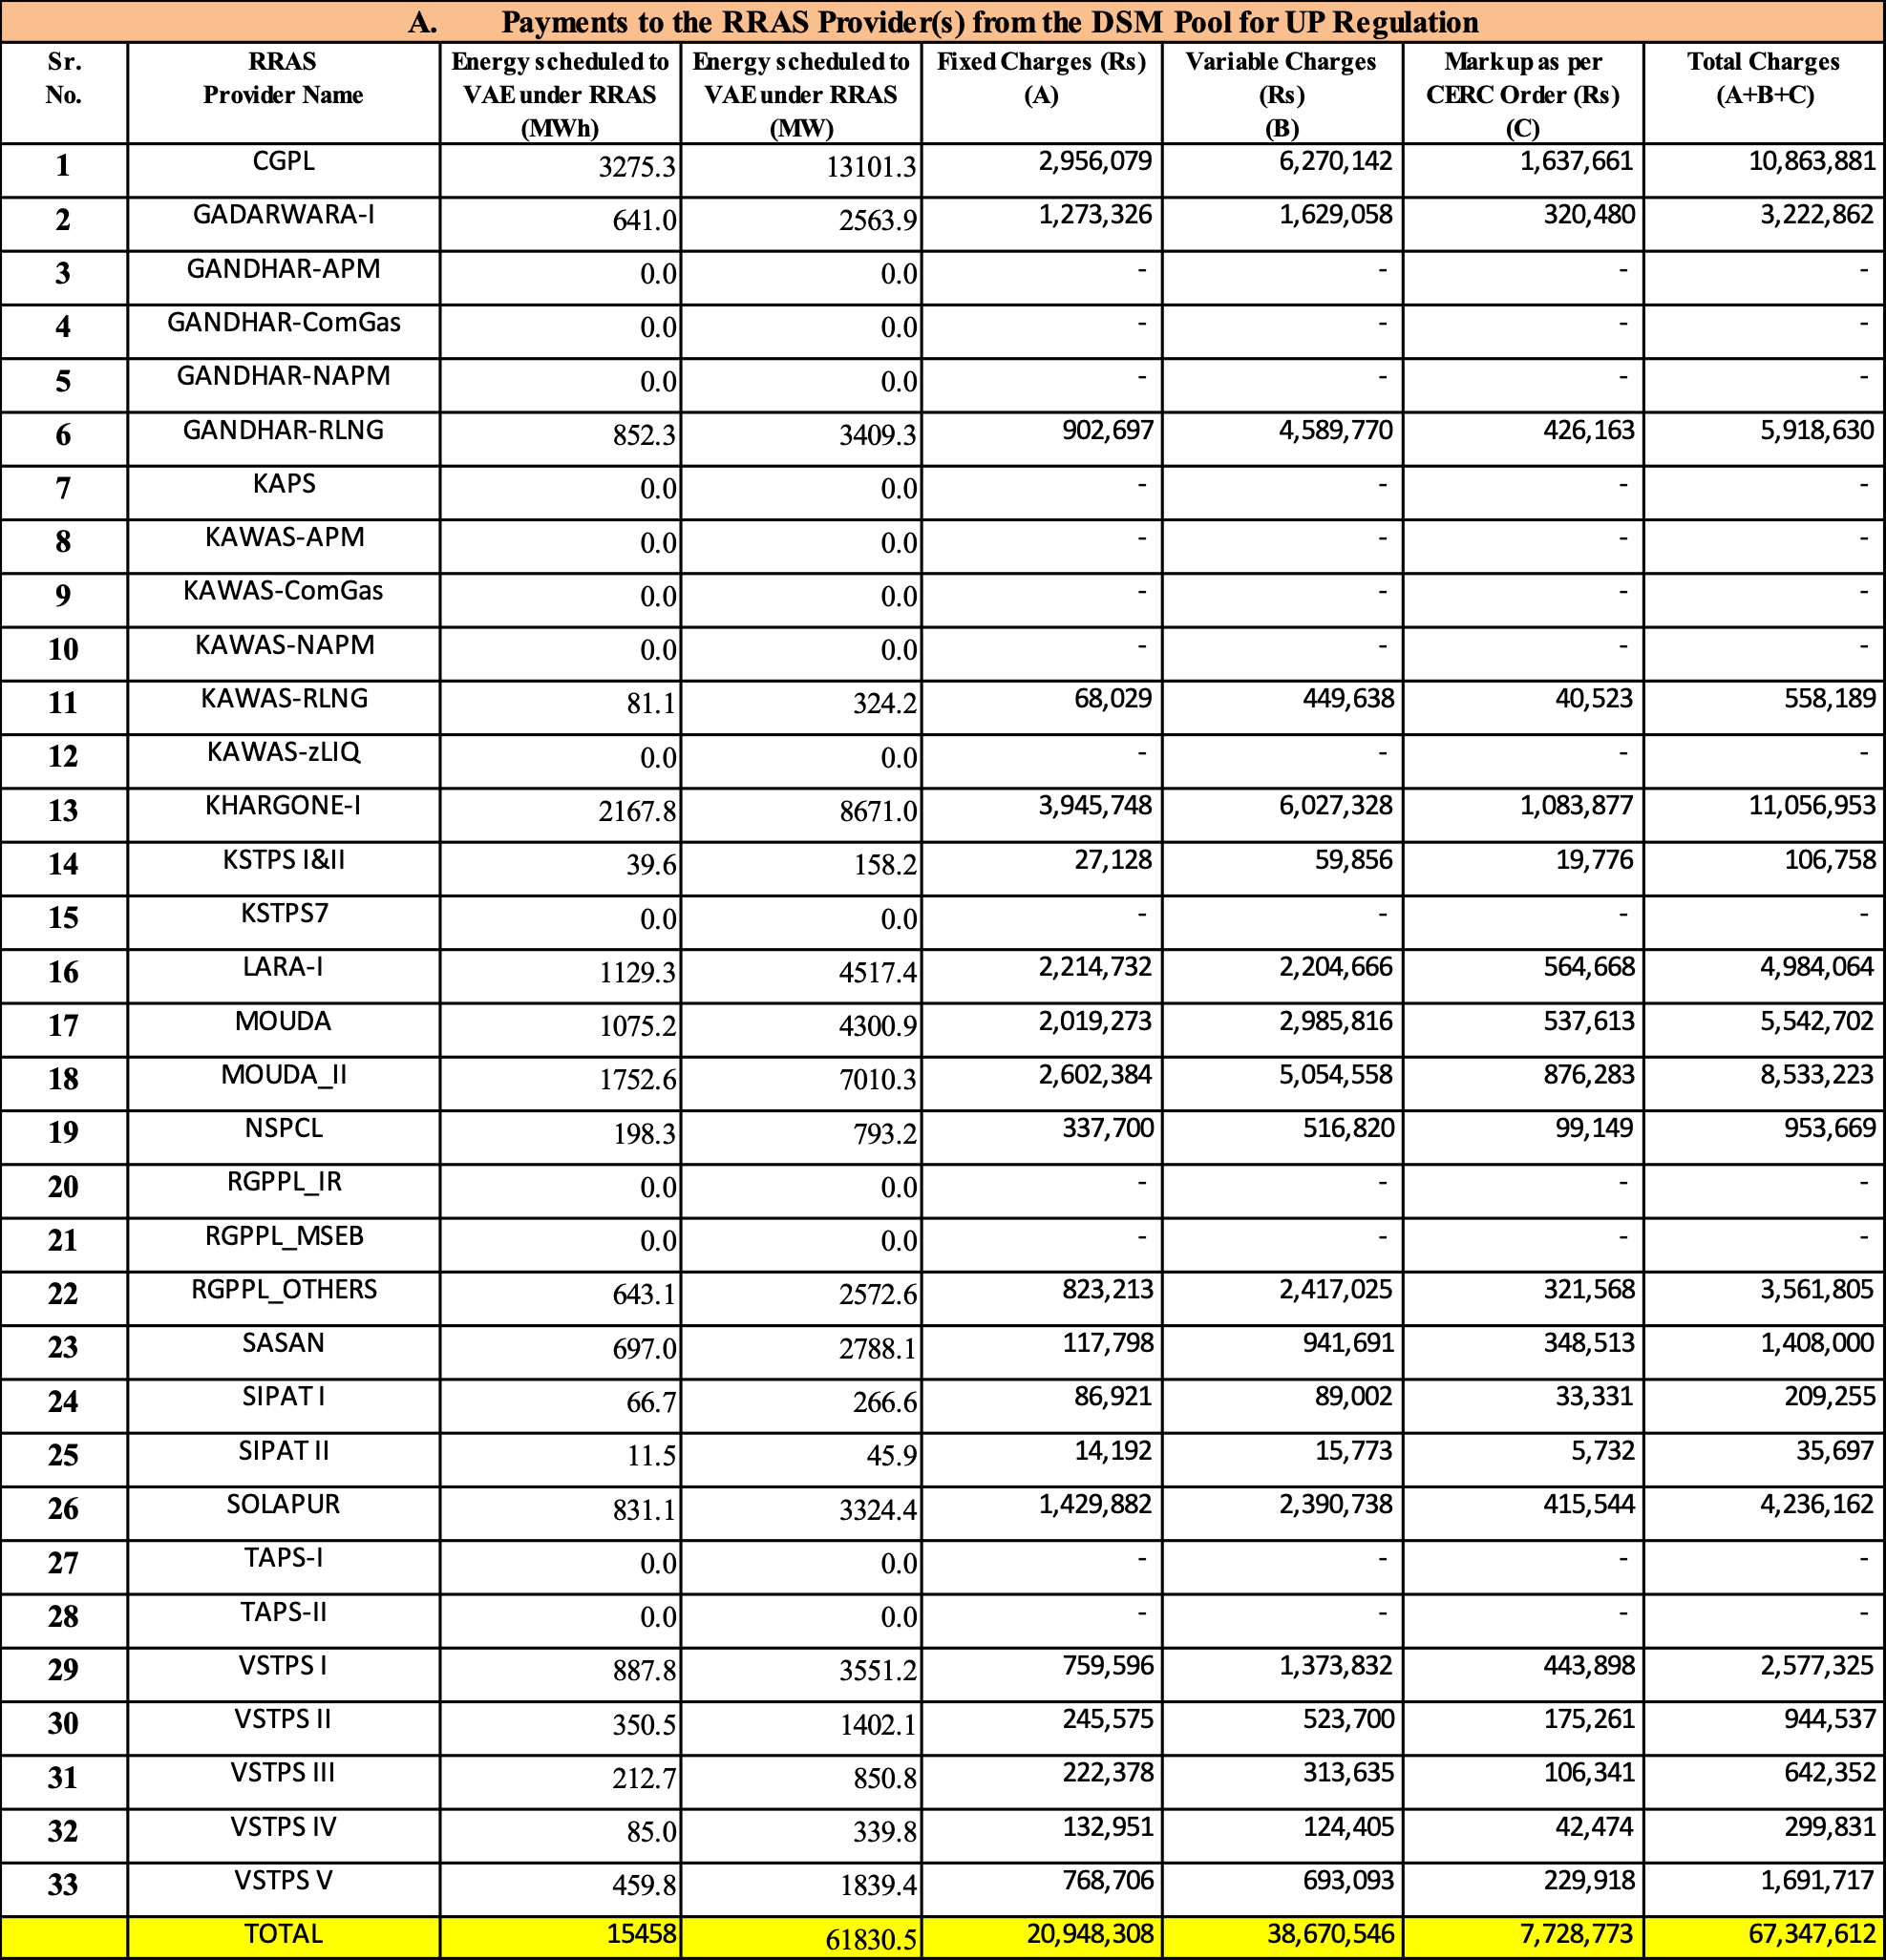 A. Payments to the RRAS Provider(s) from the DSM Pool for UP Regulation
Sr. No. RRAS Provider Name Energy scheduled to VAE under RRAS (MWh) Energy scheduled to VAE under RRAS (MW) Fixed Charges (Rs) (A) Variable Charges (Rs) (B) Markup as per CERC Order (Rs) (C) Total Charges (A+B+C)
1 CGPL 3275.3 13101.3 2,956,079 6,270,142 1,637,661 10,863,881
2 GADARWARA-I 641.0 2563.9 1,273,326 1,629,058 320,480 3,222,862
3 GANDHAR-APM 0.0 0.0 - - - -
4 GANDHAR-ComGas 0.0 0.0 - - - -
5 GANDHAR-NAPM 0.0 0.0 - - - -
6 GANDHAR-RLNG 852.3 3409.3 902,697 4,589,770 426,163 5,918,630
7 KAPS 0.0 0.0 - - - -
8 KAWAS-APM 0.0 0.0 - - - -
9 KAWAS-ComGas 0.0 0.0 - - - -
10 KAWAS-NAPM 0.0 0.0 - - - -
11 KAWAS-RLNG 81.1 324.2 68,029 449,638 40,523 558,189
12 KAWAS-zLIQ 0.0 0.0 - - - -
13 KHARGONE-I 2167.8 8671.0 3,945,748 6,027,328 1,083,877 11,056,953
14 KSTPS I&II 39.6 158.2 27,128 59,856 19,776 106,758
15 KSTPS7 0.0 0.0 - - - -
16 LARA-I 1129.3 4517.4 2,214,732 2,204,666 564,668 4,984,064
17 MOUDA 1075.2 4300.9 2,019,273 2,985,816 537,613 5,542,702
18 MOUDA_II 1752.6 7010.3 2,602,384 5,054,558 876,283 8,533,223
19 NSPCL 198.3 793.2 337,700 516,820 99,149 953,669
20 RGPPL_IR 0.0 0.0 - - - -
21 RGPPL_MSEB 0.0 0.0 - - - -
22 RGPPL_OTHERS 643.1 2572.6 823,213 2,417,025 321,568 3,561,805
23 SASAN 697.0 2788.1 117,798 941,691 348,513 1,408,000
24 SIPAT I 66.7 266.6 86,921 89,002 33,331 209,255
25 SIPAT II 11.5 45.9 14,192 15,773 5,732 35,697
26 SOLAPUR 831.1 3324.4 1,429,882 2,390,738 415,544 4,236,162
27 TAPS-I 0.0 0.0 - - - -
28 TAPS-II 0.0 0.0 - - - -
29 VSTPS I 887.8 3551.2 759,596 1,373,832 443,898 2,577,325
30 VSTPS II 350.5 1402.1 245,575 523,700 175,261 944,537
31 VSTPS III 212.7 850.8 222,378 313,635 106,341 642,352
32 VSTPS IV 85.0 339.8 132,951 124,405 42,474 299,831
33 VSTPS V 459.8 1839.4 768,706 693,093 229,918 1,691,717
TOTAL 15458 61830.5 20,948,308 38,670,546 7,728,773 67,347,612